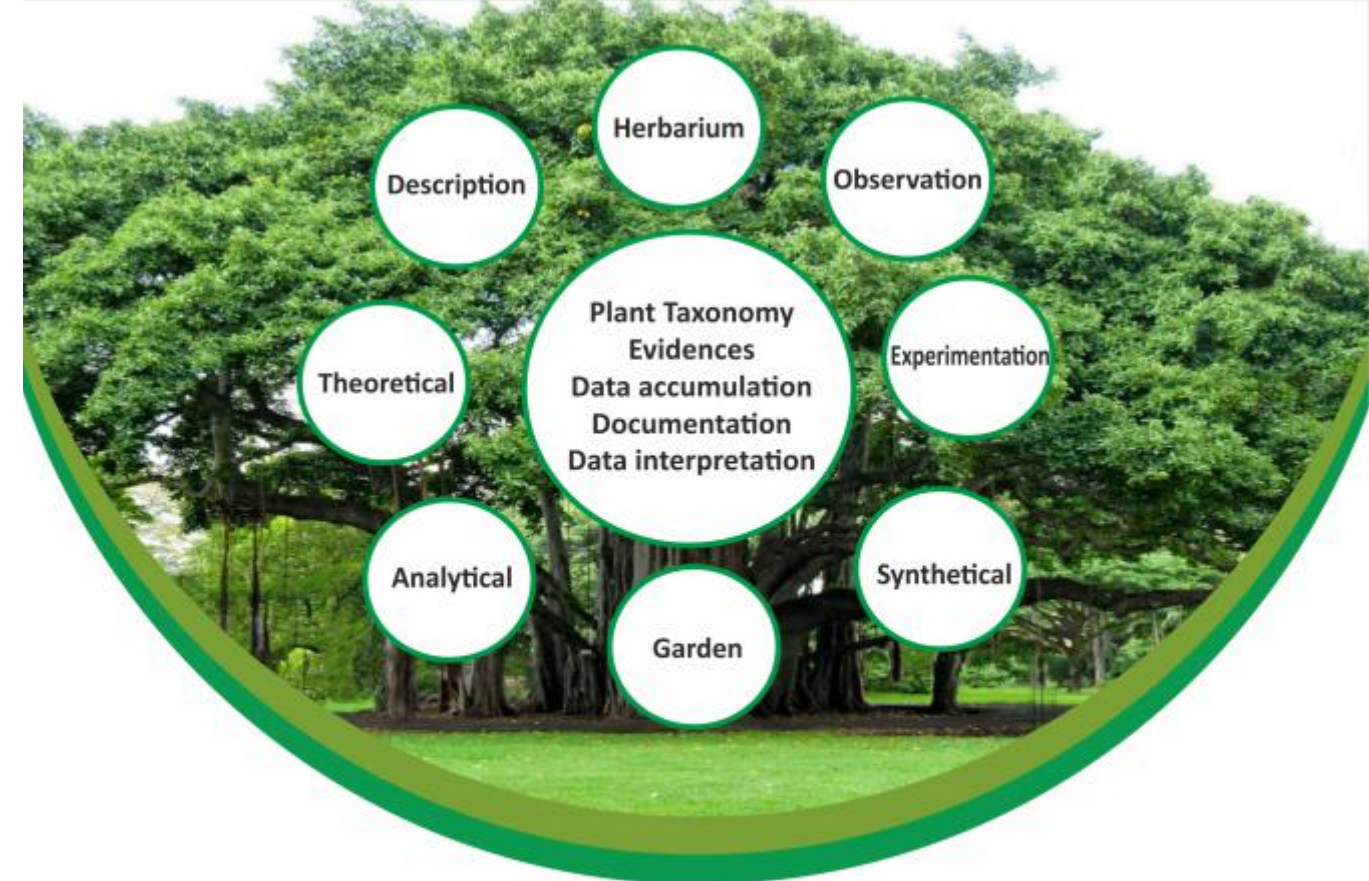 Herbarium
Description
Observation
Plant Taxonomy
Evidences
Data accumulation
Documentation
Data interpretation
Theoretical
Experimentation
Analytical
Synthetical
Garden